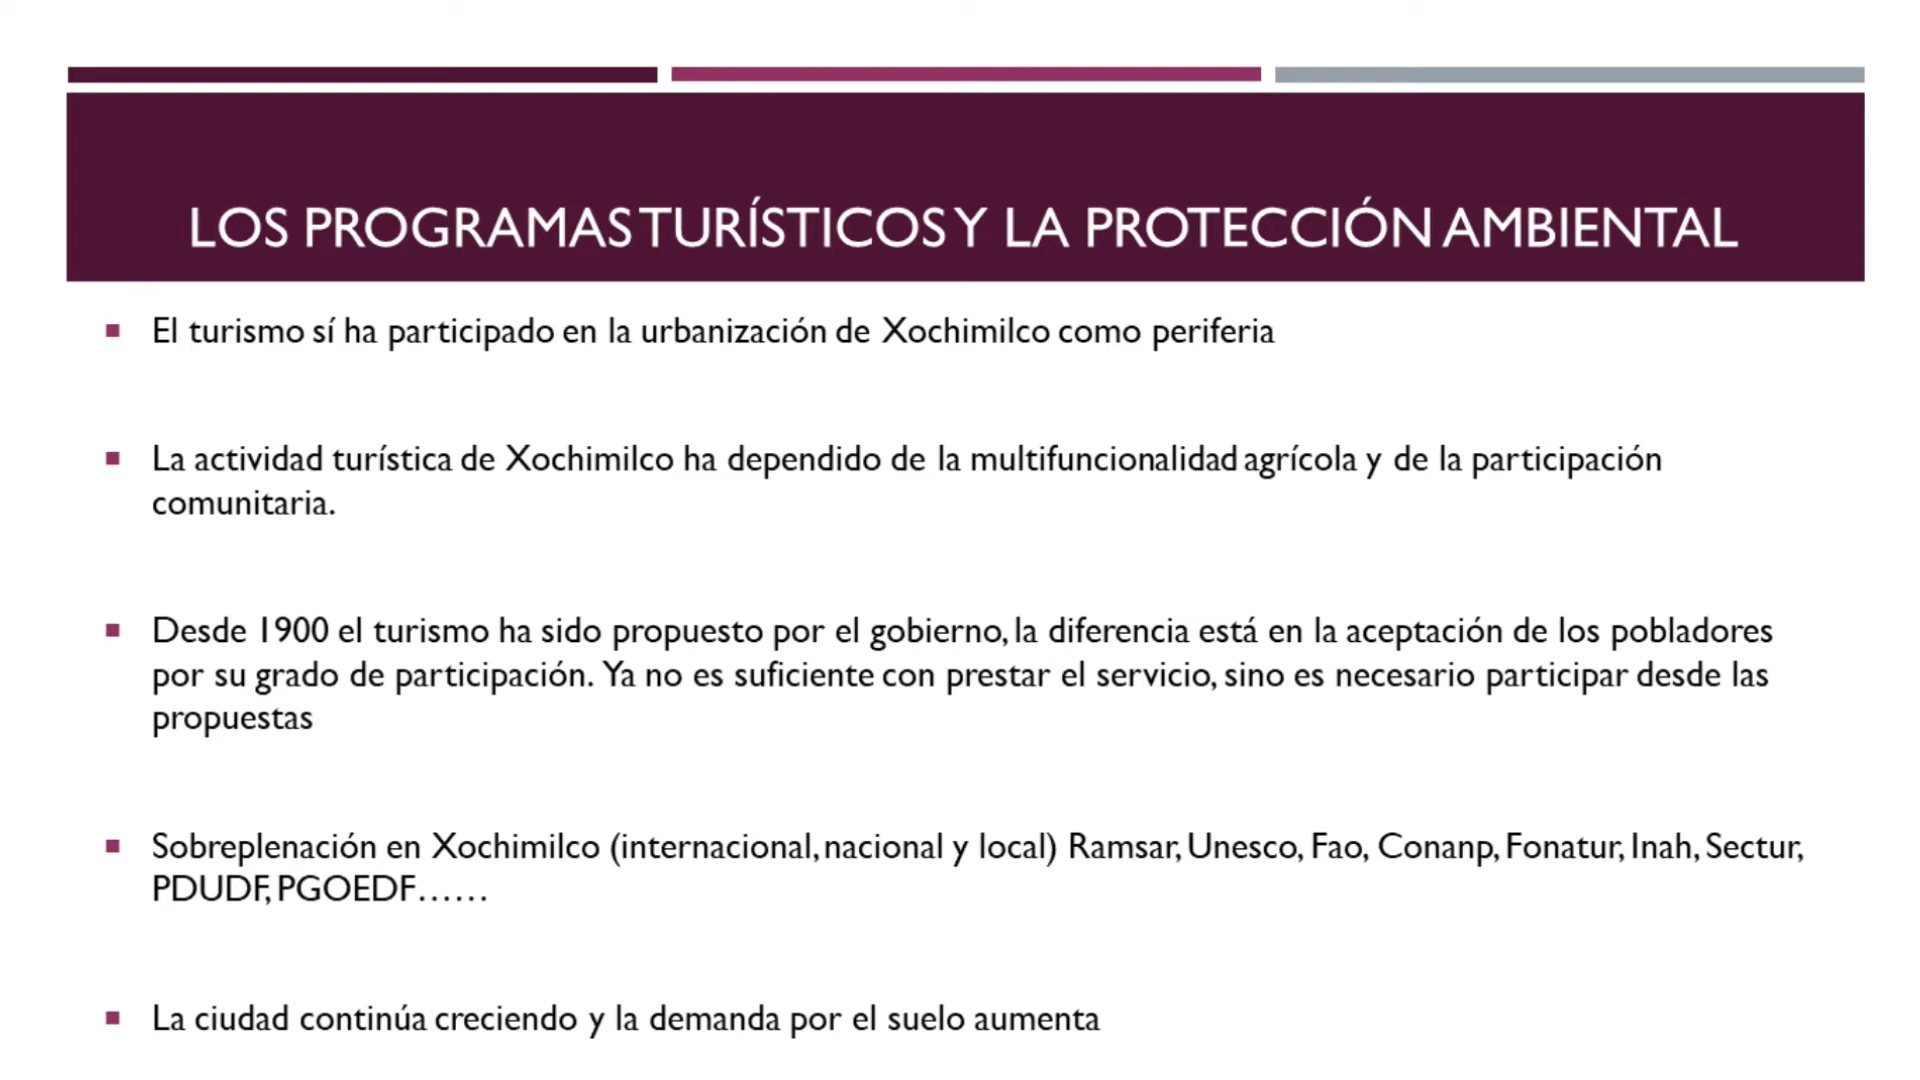 LOS PROGRAMAS TURÍSTICOS Y LA PROTECCIÓN AMBIENTAL
▪ El turismo sí ha participado en la urbanización de Xochimilco como periferia
▪ La actividad turística de Xochimilco ha dependido de la multifuncionalidad agrícola y de la participación
comunitaria.
▪ Desde 1900 el turismo ha sido propuesto por el gobierno, la diferencia está en la aceptación de los pobladores
por su grado de participación. Ya no es suficiente con prestar el servicio, sino es necesario participar desde las
propuestas
▪ Sobreplenación en Xochimilco (internacional, nacional y local) Ramsar, Unesco, Fao, Conanp, Fonatur, Inah, Sectur,
PDUDF, PGOEDF……
▪ La ciudad continúa creciendo y la demanda por el suelo aumenta